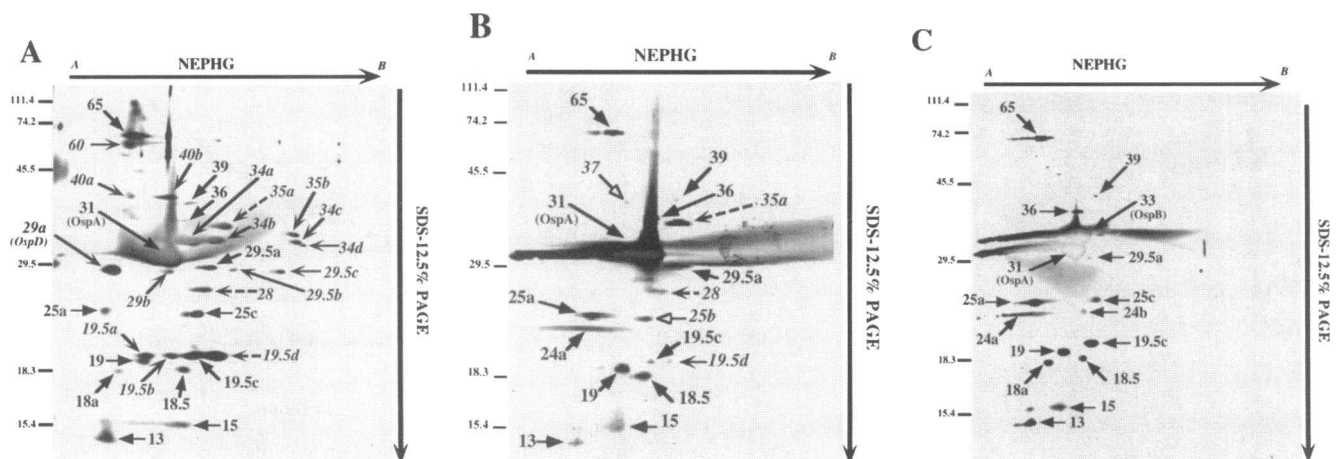 A
A NEPHG B
111.4
74.2
45.5
29.5
18.3
15.4
65
60
40a
40b
39
36
34a
35a
35b
34c
31
(OspA)
34b
34d
29a
(OspD)
29.5a
29.5c
29b
28
29.5b
25a
25c
19.5a
19
19.5b
19.5d
19.5c
18a
18.5
15
13
SDS-12.5% PAGE
B
A NEPHG B
111.4
74.2
45.5
29.5
18.3
15.4
65
37
39
36
35a
31
(OspA)
29.5a
28
25a
25b
24a
19.5c
19.5d
19
18.5
15
13
SDS-12.5% PAGE
C
A NEPHG B
111.4
74.2
45.5
29.5
18.3
15.4
65
39
36
33 (OspB)
31
(OspA)
29.5a
25a
25c
24a
24b
19.5c
19
18a
18.5
15
13
SDS-12.5% PAGE